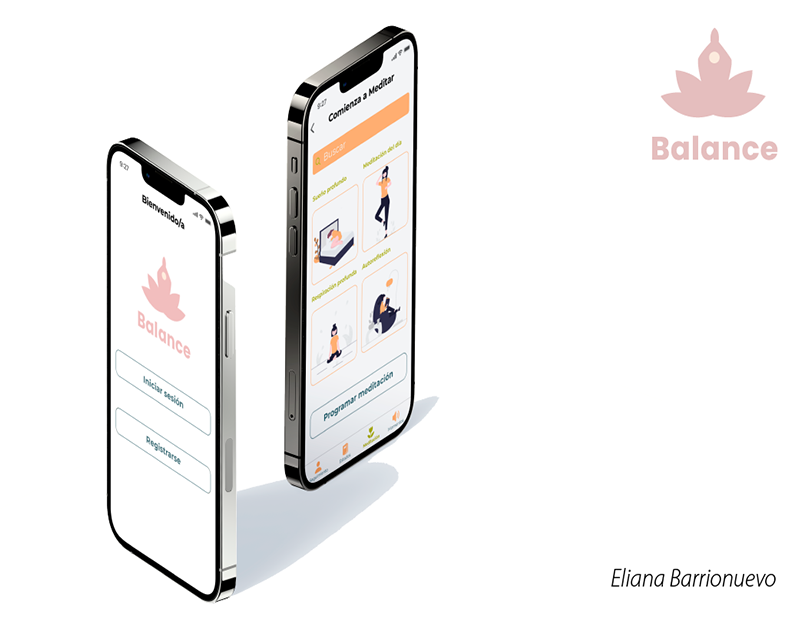 Balance
9:27
Bienvenido/a
Balance
Iniciar sesión
Registrarse
9:27
Comienza a Meditar
Buscar
Sueño profundo
Meditación del día
Respiración profunda
Autoreflexión
Programar meditación
Eliana Barrionuevo